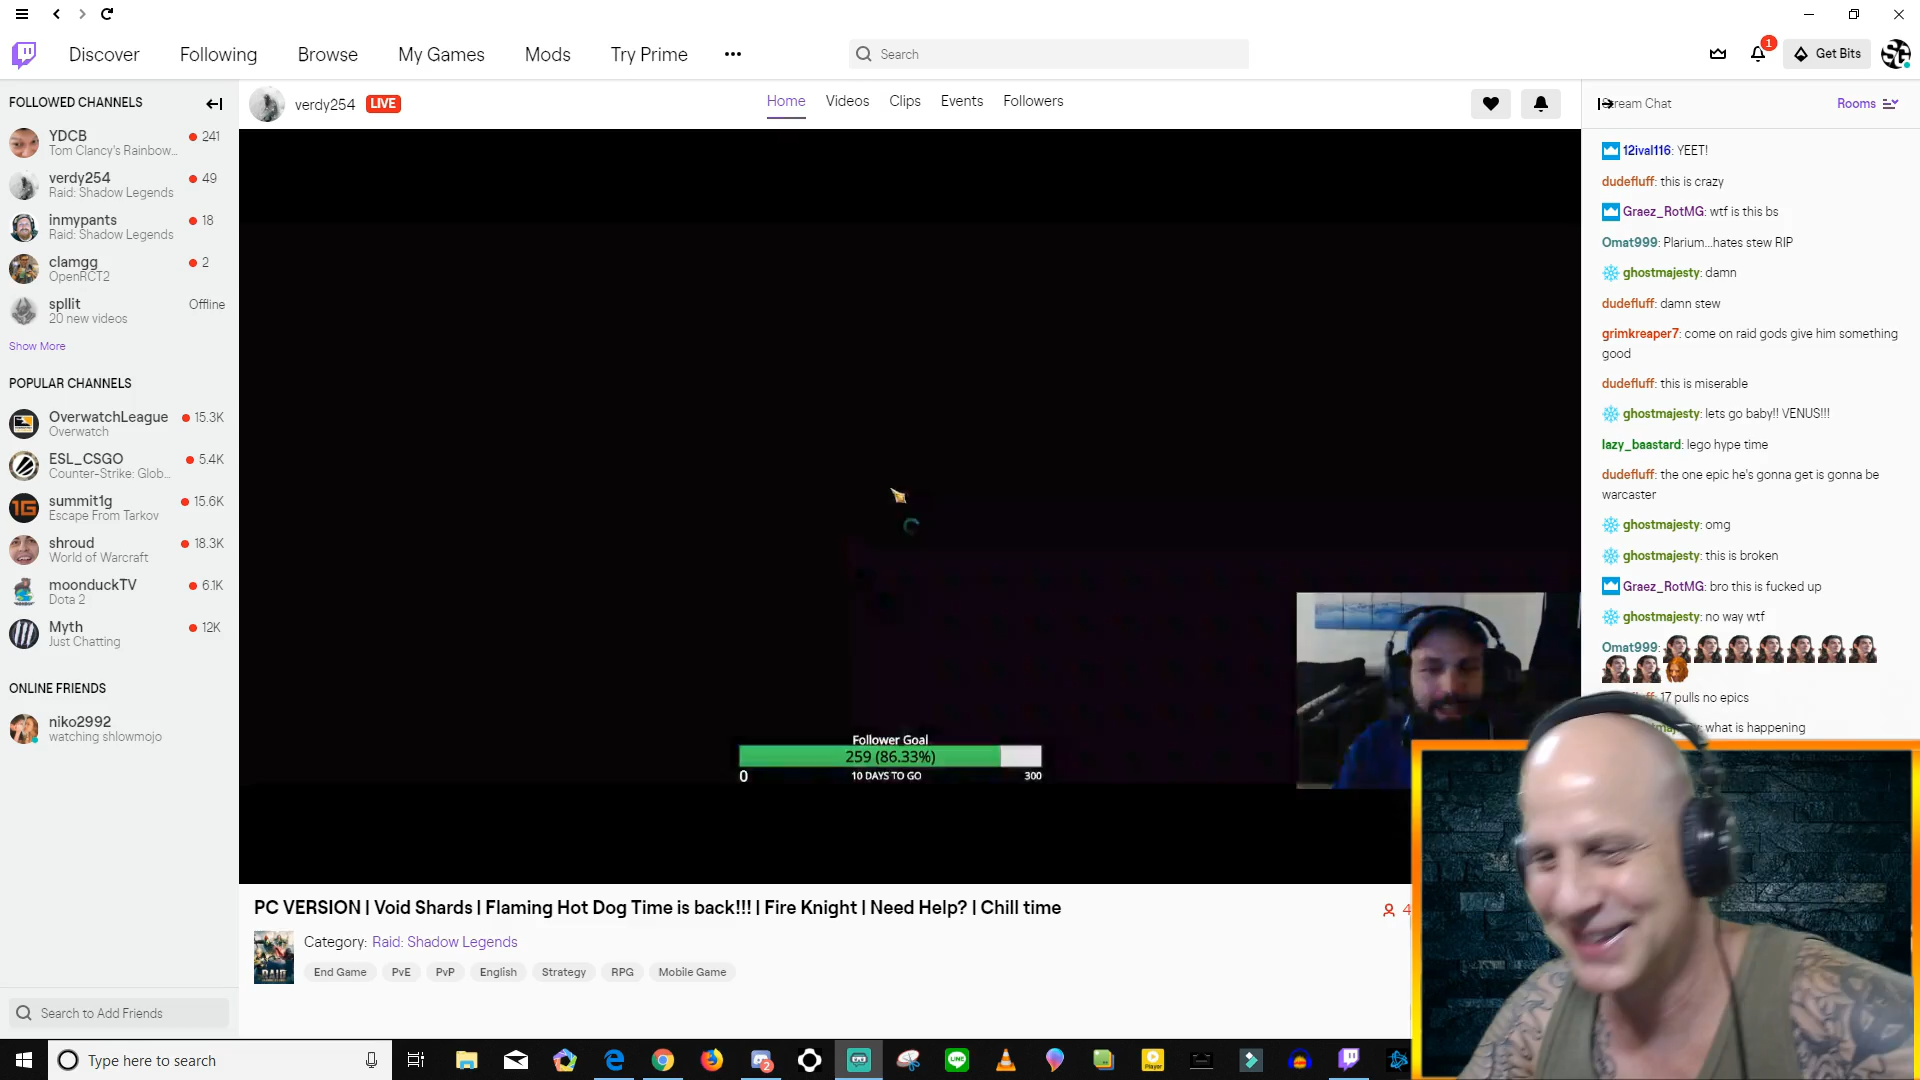 Discover
Following
Browse
My Games
Mods
Try Prime
Search
1
Get Bits
FOLLOWED CHANNELS
YDCB
241
Tom Clancy's Rainbow...
verdy254
49
Raid: Shadow Legends
inmypants
18
Raid: Shadow Legends
clamgg
2
OpenRCT2
spllit
Offline
20 new videos
Show More
POPULAR CHANNELS
OverwatchLeague
15.3K
Overwatch
ESL_CSGO
5.4K
Counter-Strike: Glob...
summit1g
15.6K
Escape From Tarkov
shroud
18.3K
World of Warcraft
moonduckTV
6.1K
Dota 2
Myth
12K
Just Chatting
ONLINE FRIENDS
niko2992
watching shlowmojo
Search to Add Friends
verdy254
LIVE
Home
Videos
Clips
Events
Followers
Follower Goal
259 (86.33%)
0
10 DAYS TO GO
300
PC VERSION | Void Shards | Flaming Hot Dog Time is back!!! | Fire Knight | Need Help? | Chill time
4
Category: Raid: Shadow Legends
RAID
End Game
PvE
PvP
English
Strategy
RPG
Mobile Game
Chat
Rooms
12ival116: YEET!
dudefluff: this is crazy
Graez_RotMG: wtf is this bs
Omat999: Plarium...hates stew RIP
ghostmajesty: damn
dudefluff: damn stew
grimkreaper7: come on raid gods give him something
good
dudefluff: this is miserable
ghostmajesty: lets go baby!! VENUS!!!
lazy_baastard: lego hype time
dudefluff: the one epic he's gonna get is gonna be
warcaster
ghostmajesty: omg
ghostmajesty: this is broken
Graez_RotMG: bro this is fucked up
ghostmajesty: no way wtf
Omat999:
17 pulls no epics
what is happening
Type here to search
2
Player